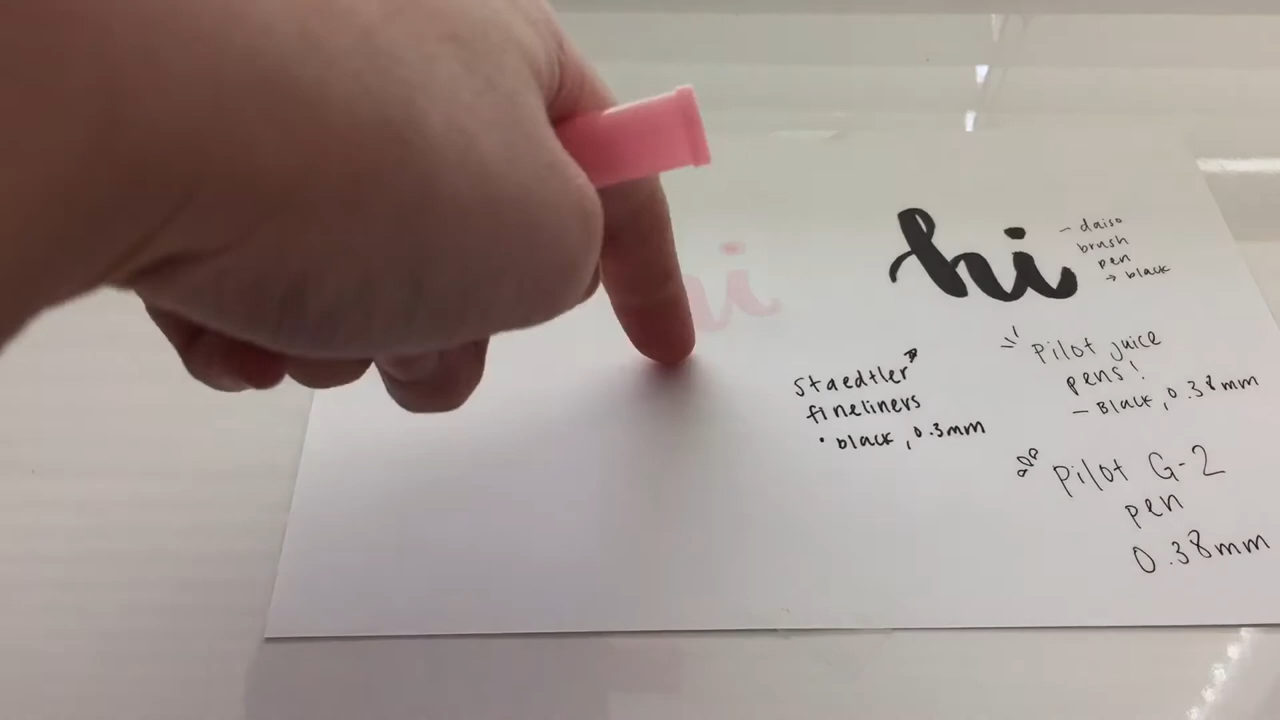 hi
hi
- daiso
brush
pen
→ black
Staedtler
fineliners
• black, 0.3mm
Pilot juice
pens!
- Black, 0.38mm
Pilot G-2
pen
0.38mm